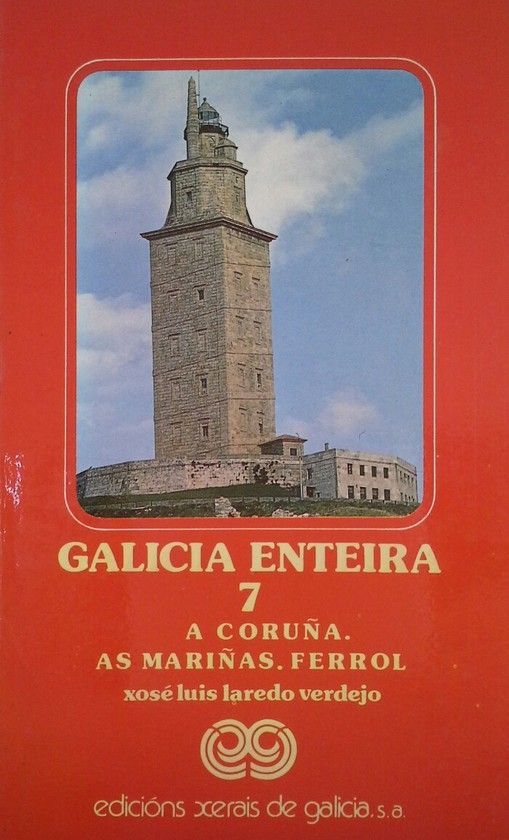 GALICIA ENTEIRA
7
A CORUÑA.
AS MARIÑAS. FERROL
xosé luis laredo verdejo
edicións xerais de galicia, s.a.